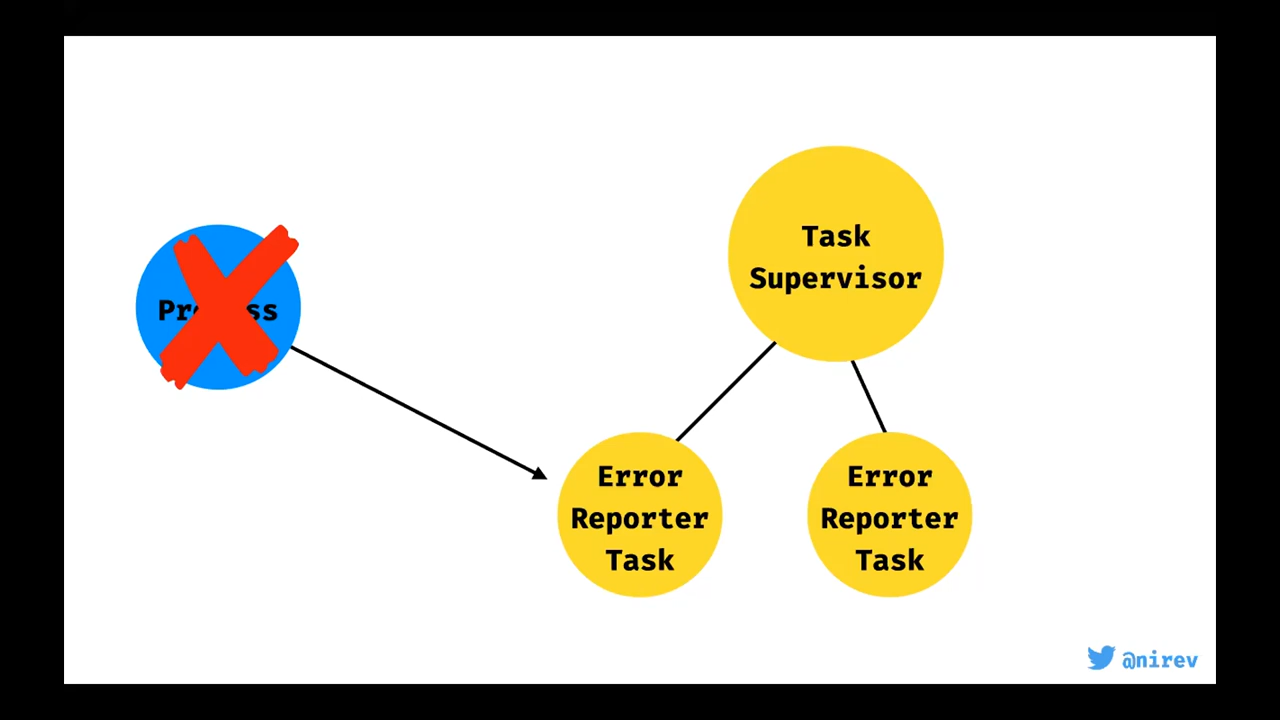 Task
Supervisor
Error
Reporter
Task
Error
Reporter
Task
@nirev